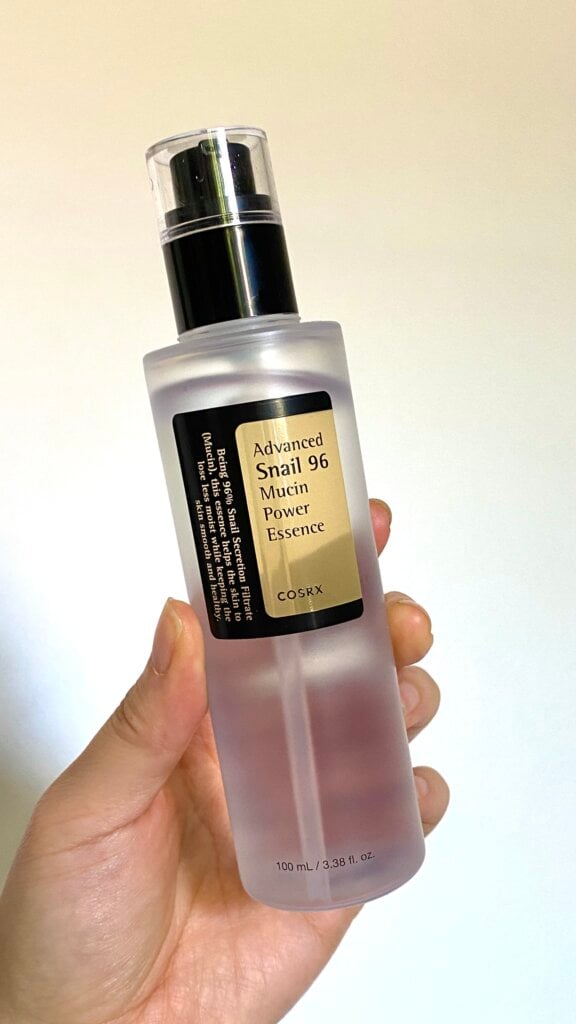 Advanced
Snail 96
Mucin
Power
Essence
COSRX
Being 96% Snail Secretion Filtrate
(Mucin), this essence helps the skin to
lose less moist while keeping the
skin smooth and healthy.
100 mL / 3.38 fl. oz.